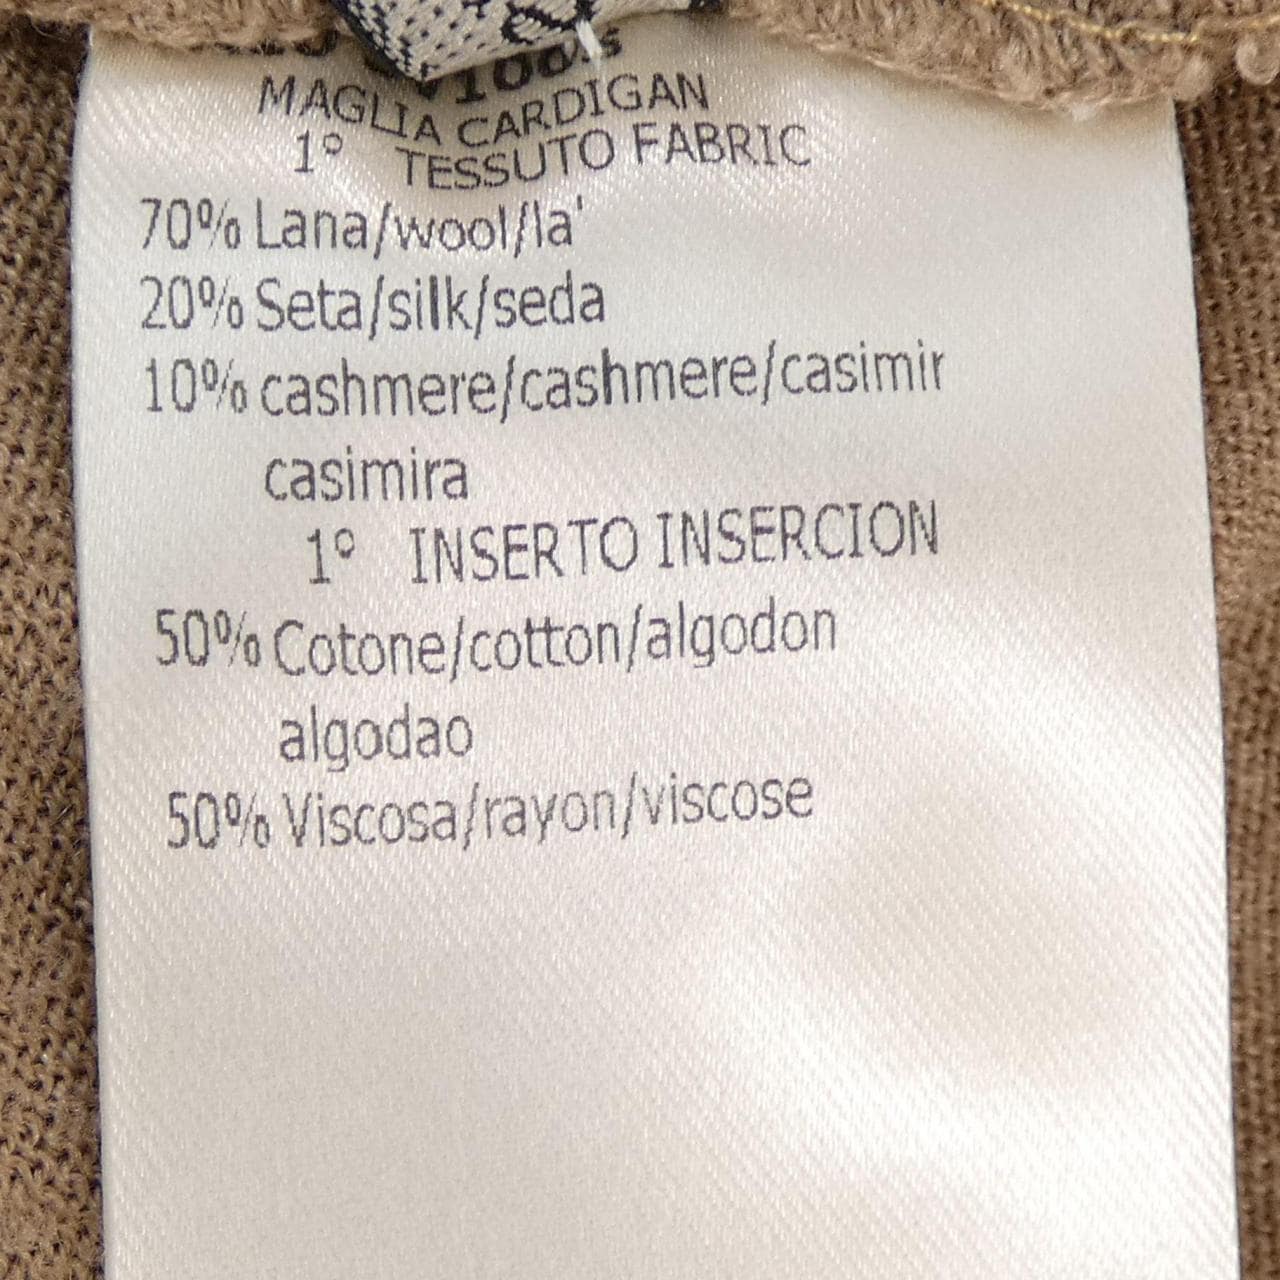 MAGLIA CARDIGAN
1° TESSUTO FABRIC
70% Lana/wool/la'
20% Seta/silk/seda
10% cashmere/cashmere/casimir
casimira
1° INSERTO INSERCION
50% Cotone/cotton/algodon
algodao
50% Viscosa/rayon/viscose